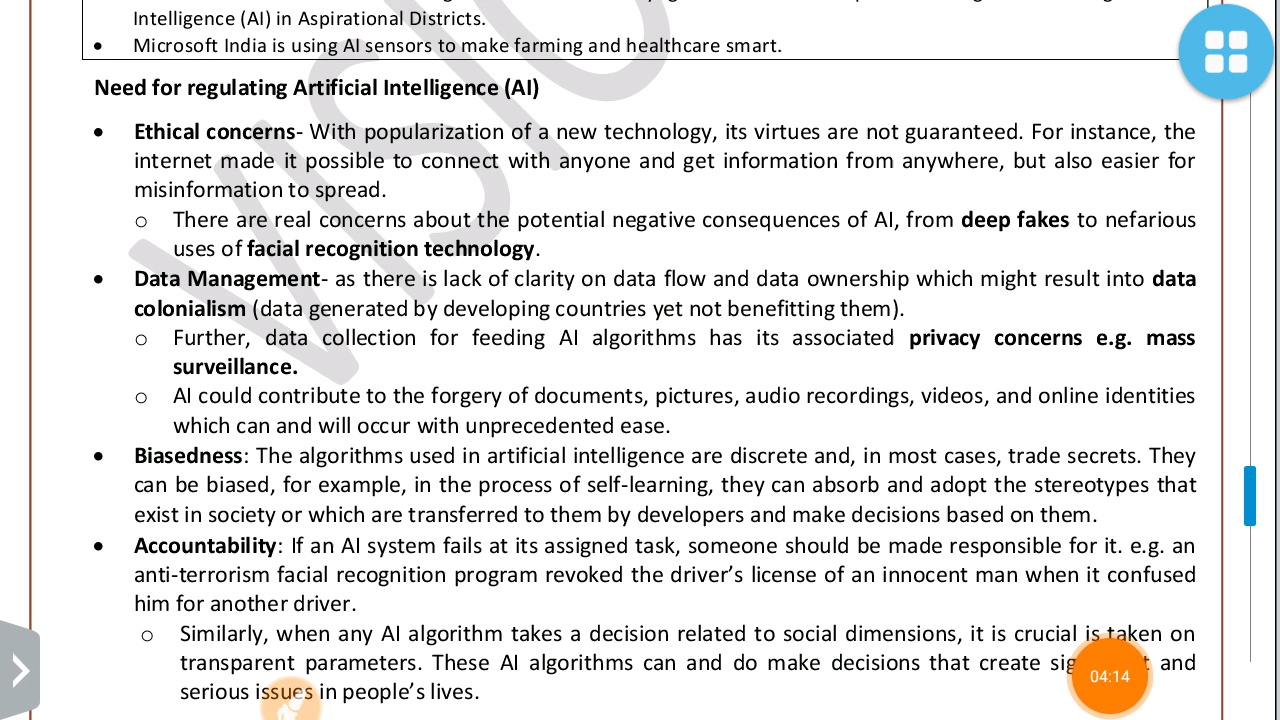 Intelligence (AI) in Aspirational Districts.
• Microsoft India is using AI sensors to make farming and healthcare smart.
Need for regulating Artificial Intelligence (AI)
• Ethical concerns- With popularization of a new technology, its virtues are not guaranteed. For instance, the
internet made it possible to connect with anyone and get information from anywhere, but also easier for
misinformation to spread.
o There are real concerns about the potential negative consequences of AI, from deep fakes to nefarious
uses of facial recognition technology.
• Data Management- as there is lack of clarity on data flow and data ownership which might result into data
colonialism (data generated by developing countries yet not benefitting them).
o Further, data collection for feeding AI algorithms has its associated privacy concerns e.g. mass
surveillance.
o AI could contribute to the forgery of documents, pictures, audio recordings, videos, and online identities
which can and will occur with unprecedented ease.
• Biasedness: The algorithms used in artificial intelligence are discrete and, in most cases, trade secrets. They
can be biased, for example, in the process of self-learning, they can absorb and adopt the stereotypes that
exist in society or which are transferred to them by developers and make decisions based on them.
• Accountability: If an AI system fails at its assigned task, someone should be made responsible for it. e.g. an
anti-terrorism facial recognition program revoked the driver's license of an innocent man when it confused
him for another driver.
o Similarly, when any AI algorithm takes a decision related to social dimensions, it is crucial is taken on
transparent parameters. These AI algorithms can and do make decisions that create and
serious issues in people's lives.
04:14